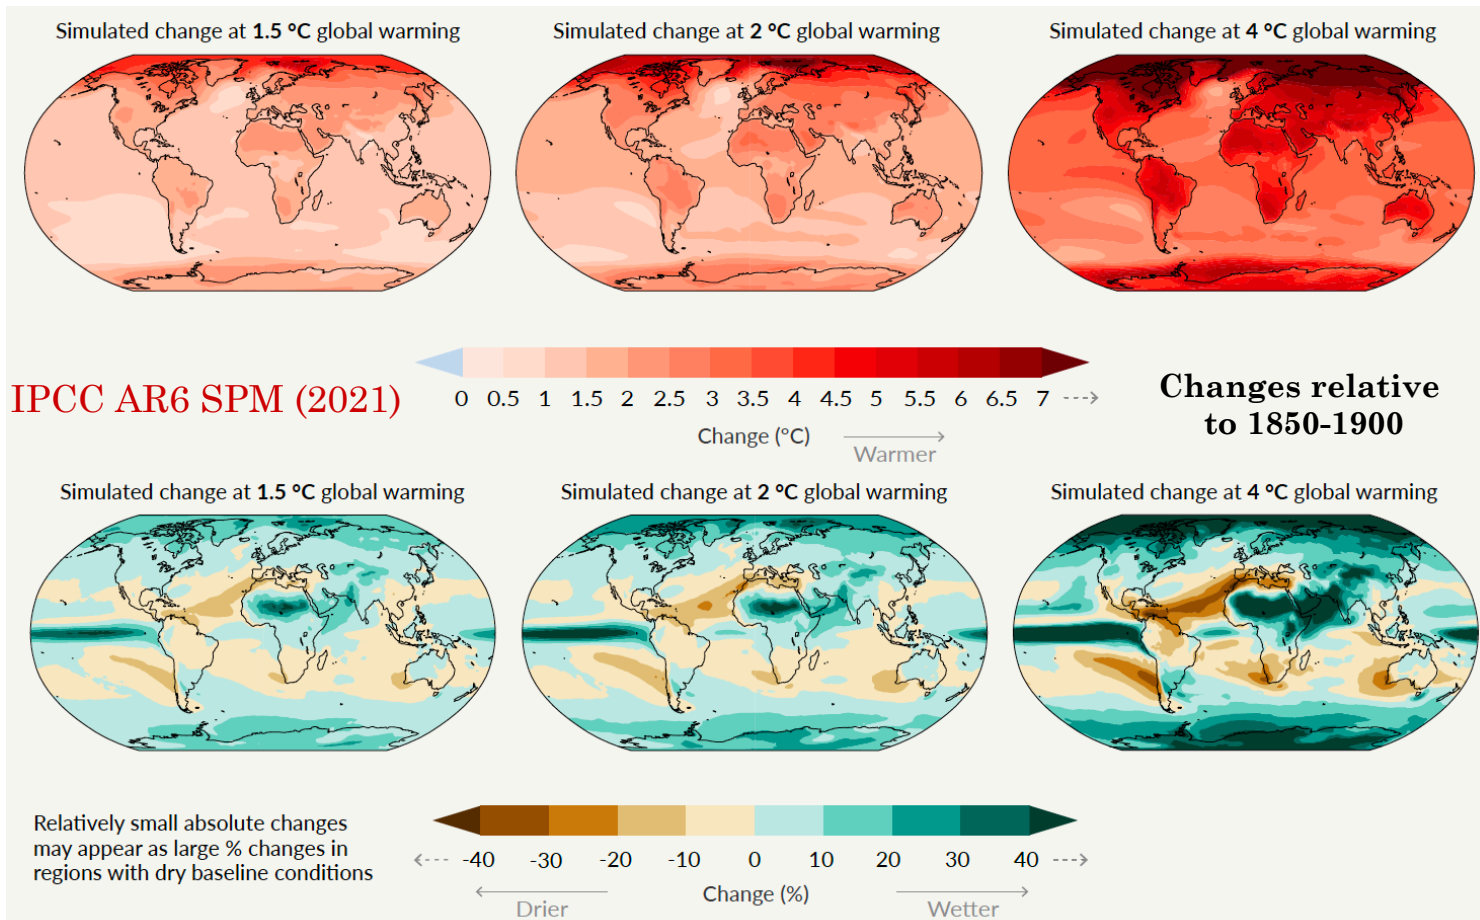 Simulated change at 1.5 °C global warming
Simulated change at 2 °C global warming
Simulated change at 4 °C global warming
0 0.5 1 1.5 2 2.5 3 3.5 4 4.5 5 5.5 6 6.5 7
Change (°C)
Warmer
IPCC AR6 SPM (2021)
Changes relative
to 1850-1900
Simulated change at 1.5 °C global warming
Simulated change at 2 °C global warming
Simulated change at 4 °C global warming
Relatively small absolute changes
may appear as large % changes in
regions with dry baseline conditions
-40 -30 -20 -10 0 10 20 30 40
Change (%)
Drier
Wetter